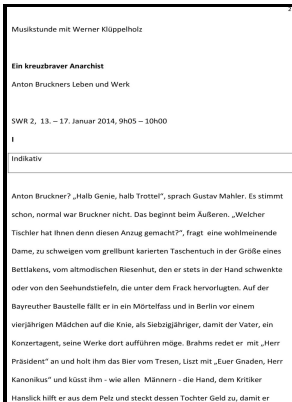 2
Musikstunde mit Werner Klüppelholz
Ein kreuzbraver Anarchist
Anton Bruckners Leben und Werk
SWR 2, 13. – 17. Januar 2014, 9h05 – 10h00
I
Indikativ
Anton Bruckner? „Halb Genie, halb Trottel“, sprach Gustav Mahler. Es stimmt
schon, normal war Bruckner nicht. Das beginnt beim Äußeren. „Welcher
Tischler hat Ihnen denn diesen Anzug gemacht?“, fragt eine wohlmeinende
Dame, zu schweigen vom grellbunt karierten Taschentuch in der Größe eines
Bettlakens, vom altmodischen Riesenhut, den er stets in der Hand schwenkte
oder von den Seehundstiefeln, die unter dem Frack hervorlugten. Auf der
Bayreuther Baustelle fällt er in ein Mörtelfass und in Berlin vor einem
vierjährigen Mädchen auf die Knie, als Siebzigjähriger, damit der Vater, ein
Konzertagent, seine Werke dort aufführen möge. Brahms redet er mit „Herr
Präsident“ an und holt ihm das Bier vom Tresen, Liszt mit „Euer Gnaden, Herr
Kanonikus“ und küsst ihm - wie allen Männern - die Hand, dem Kritiker
Hanslick hilft er aus dem Pelz und steckt dessen Tochter Geld zu, damit er